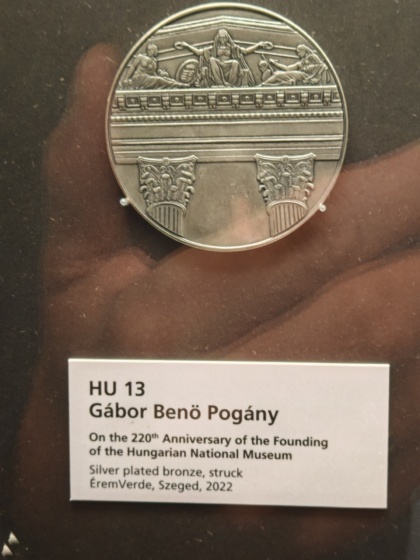 HU 13
Gábor Benö Pogány
On the 220th Anniversary of the Founding
of the Hungarian National Museum
Silver plated bronze, struck
ÉremVerde, Szeged, 2022